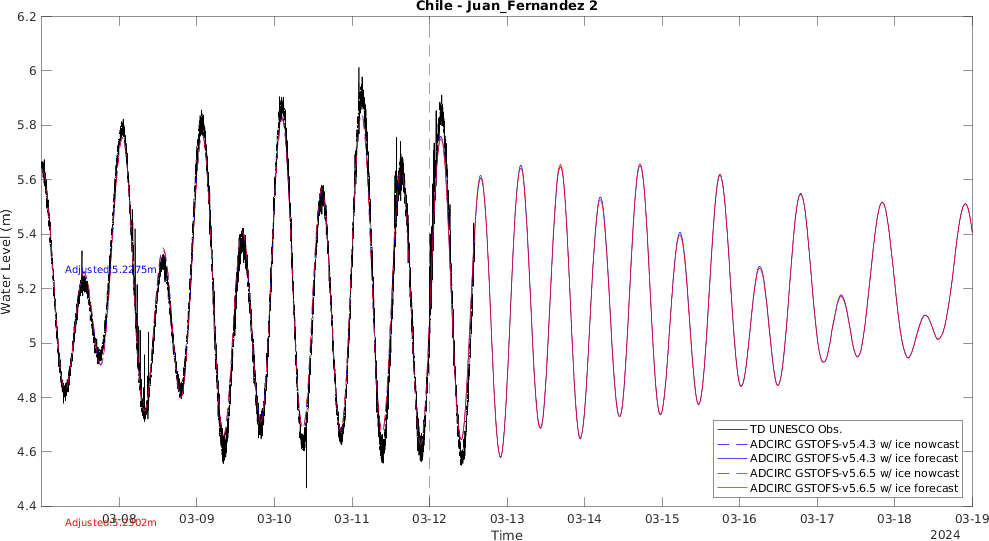 Chile - Juan_Fernandez 2
6.2
6
5.8
5.6
5.4
5.2
5
4.8
4.6
4.4
Water Level (m)
Adjusted:5.2275m
Adjusted:5.2302m
03-08
03-09
03-10
03-11
03-12
03-13
03-14
03-15
03-16
03-17
03-18
03-19
Time
2024
TD UNESCO Obs.
ADCIRC GSTOFS-v5.4.3 w/ ice nowcast
ADCIRC GSTOFS-v5.4.3 w/ ice forecast
ADCIRC GSTOFS-v5.6.5 w/ ice nowcast
ADCIRC GSTOFS-v5.6.5 w/ ice forecast